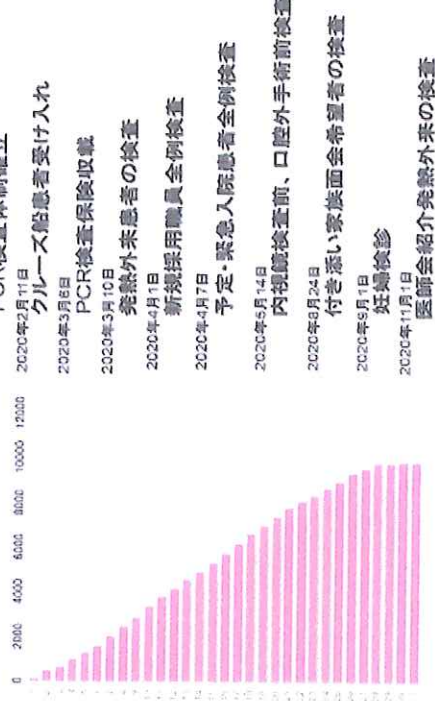 PCR検査体制確立
2020年2月11日
クルーズ船患者受け入れ
2020年3月6日
PCR検査保険収載
2020年3月10日
発熱外来患者の検査
2020年4月1日
新規採用職員全例検査
2020年4月7日
予定・緊急入院患者全例検査
2020年5月14日
内視鏡検査前、口腔外手術前検査
2020年8月24日
付き添い家族面会希望者の検査
2020年9月1日
妊婦検診
2020年11月1日
医師会紹介発熱外来の検査
0 2000 4000 6000 8000 10000 12000